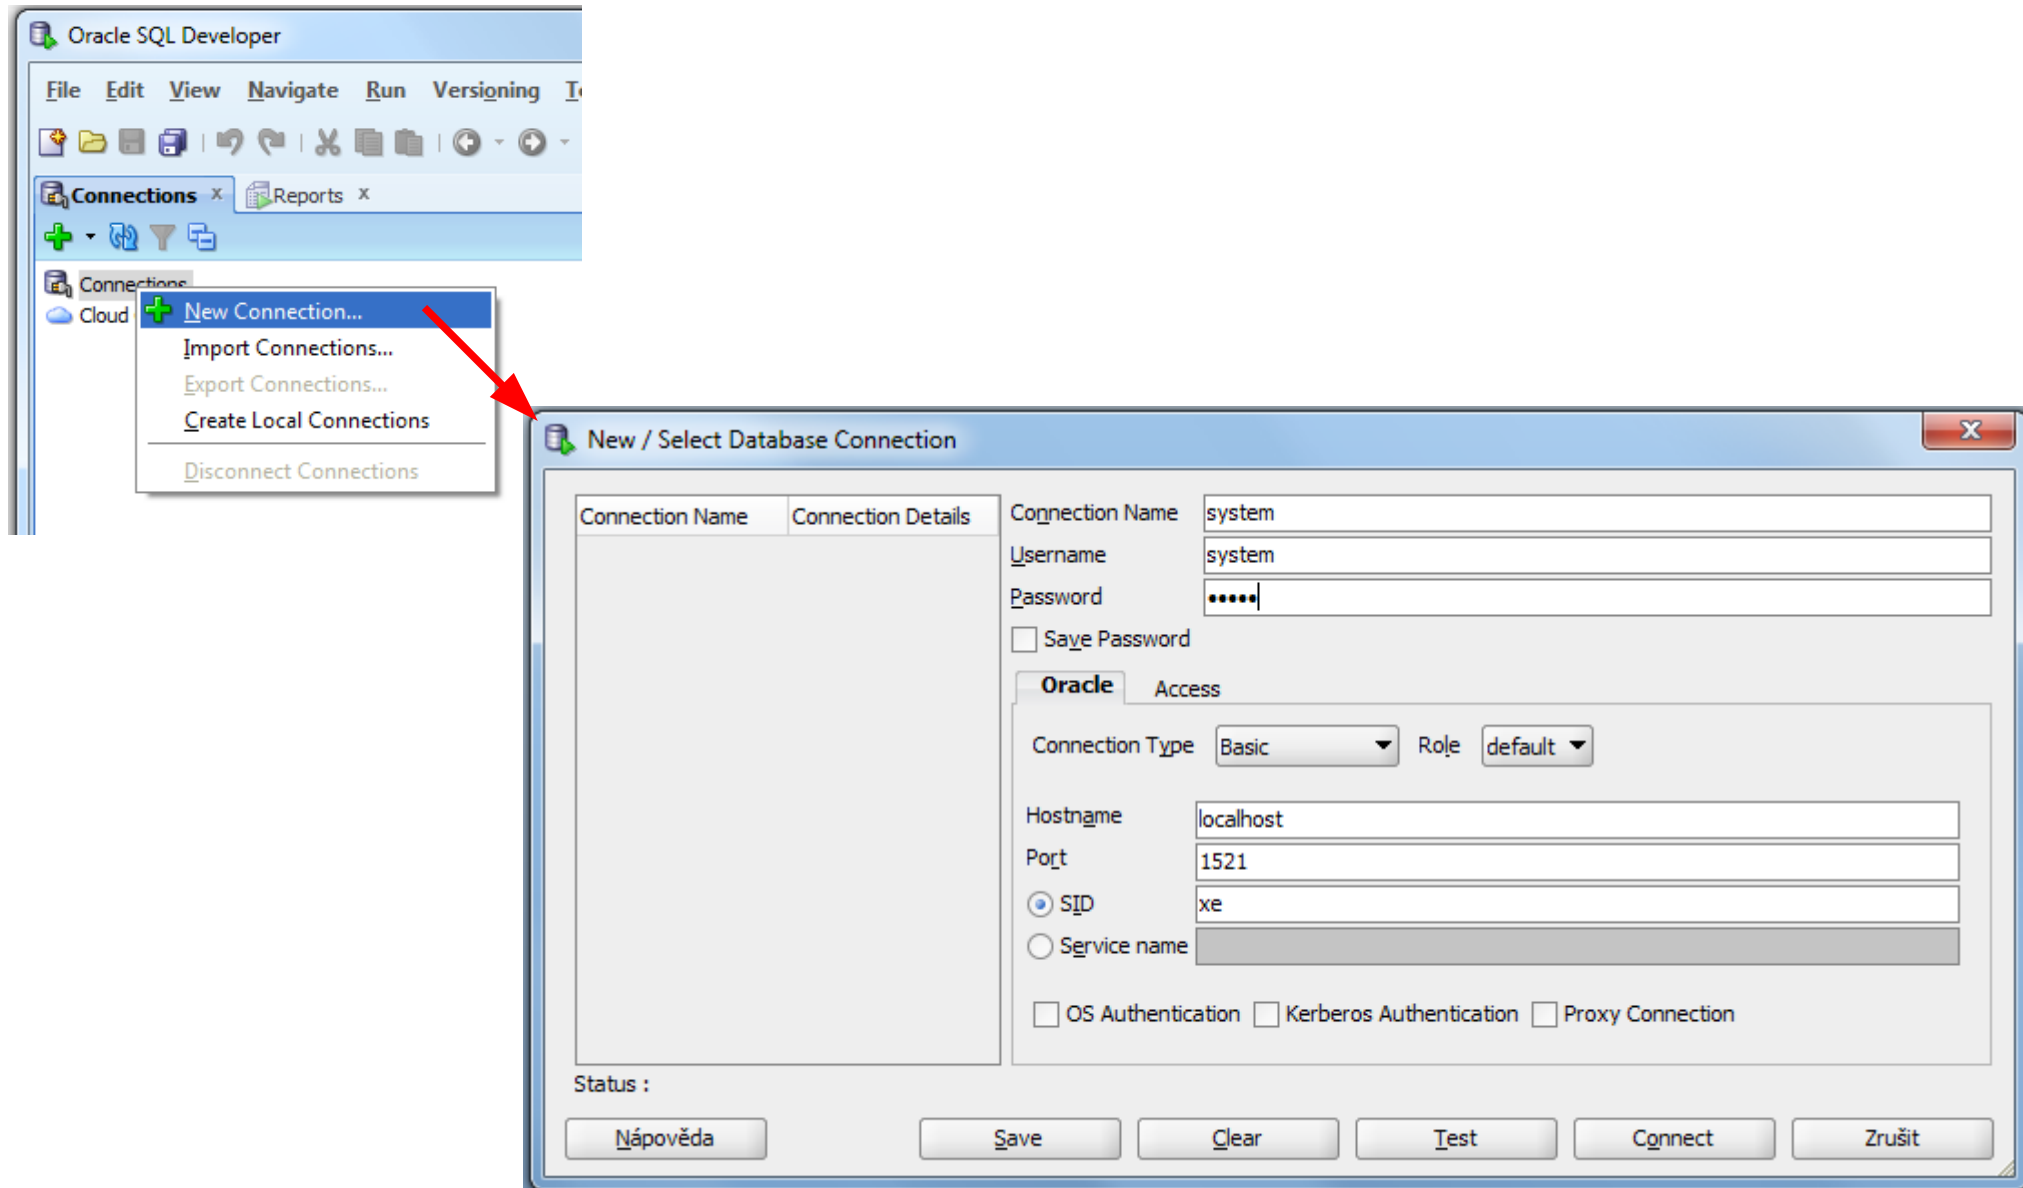 Oracle SQL Developer
File Edit View Navigate Run Versioning
Connections x Reports x
Connections
Cloud
New Connection...
Import Connections...
Export Connections...
Create Local Connections
Disconnect Connections
New / Select Database Connection
Connection Name Connection Details
Connection Name system
Username system
Password •••••
Save Password
Oracle Access
Connection Type Basic Role default
Hostname localhost
Port 1521
SID xe
Service name
OS Authentication Kerberos Authentication Proxy Connection
Status :
Nápověda Save Clear Test Connect Zrušit